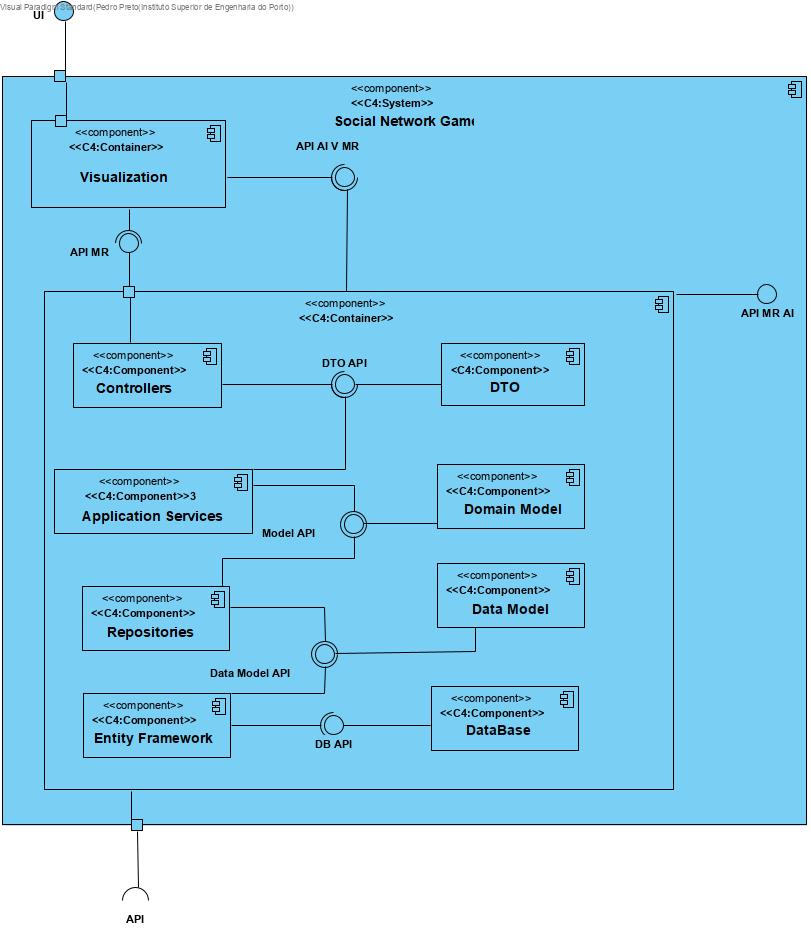 Visual Paradigm Standard(Pedro Preto(Instituto Superior de Engenharia do Porto))
UI
<<component>>
<<C4:System>>
Social Network Game
<<component>>
<<C4:Container>>
Visualization
API AI V MR
API MR
<<component>>
<<C4:Container>>
API MR AI
<<component>>
<<C4:Component>>
Controllers
DTO API
<<component>>
<C4:Component>>
DTO
<<component>>
<<C4:Component>>3
Application Services
<<component>>
<<C4:Component>>
Domain Model
Model API
<<component>>
<<C4:Component>>
Data Model
<<component>>
<<C4:Component>>
Repositories
Data Model API
<<component>>
<<C4:Component>>
Entity Framework
DB API
<<component>>
<<C4:Component>>
DataBase
API